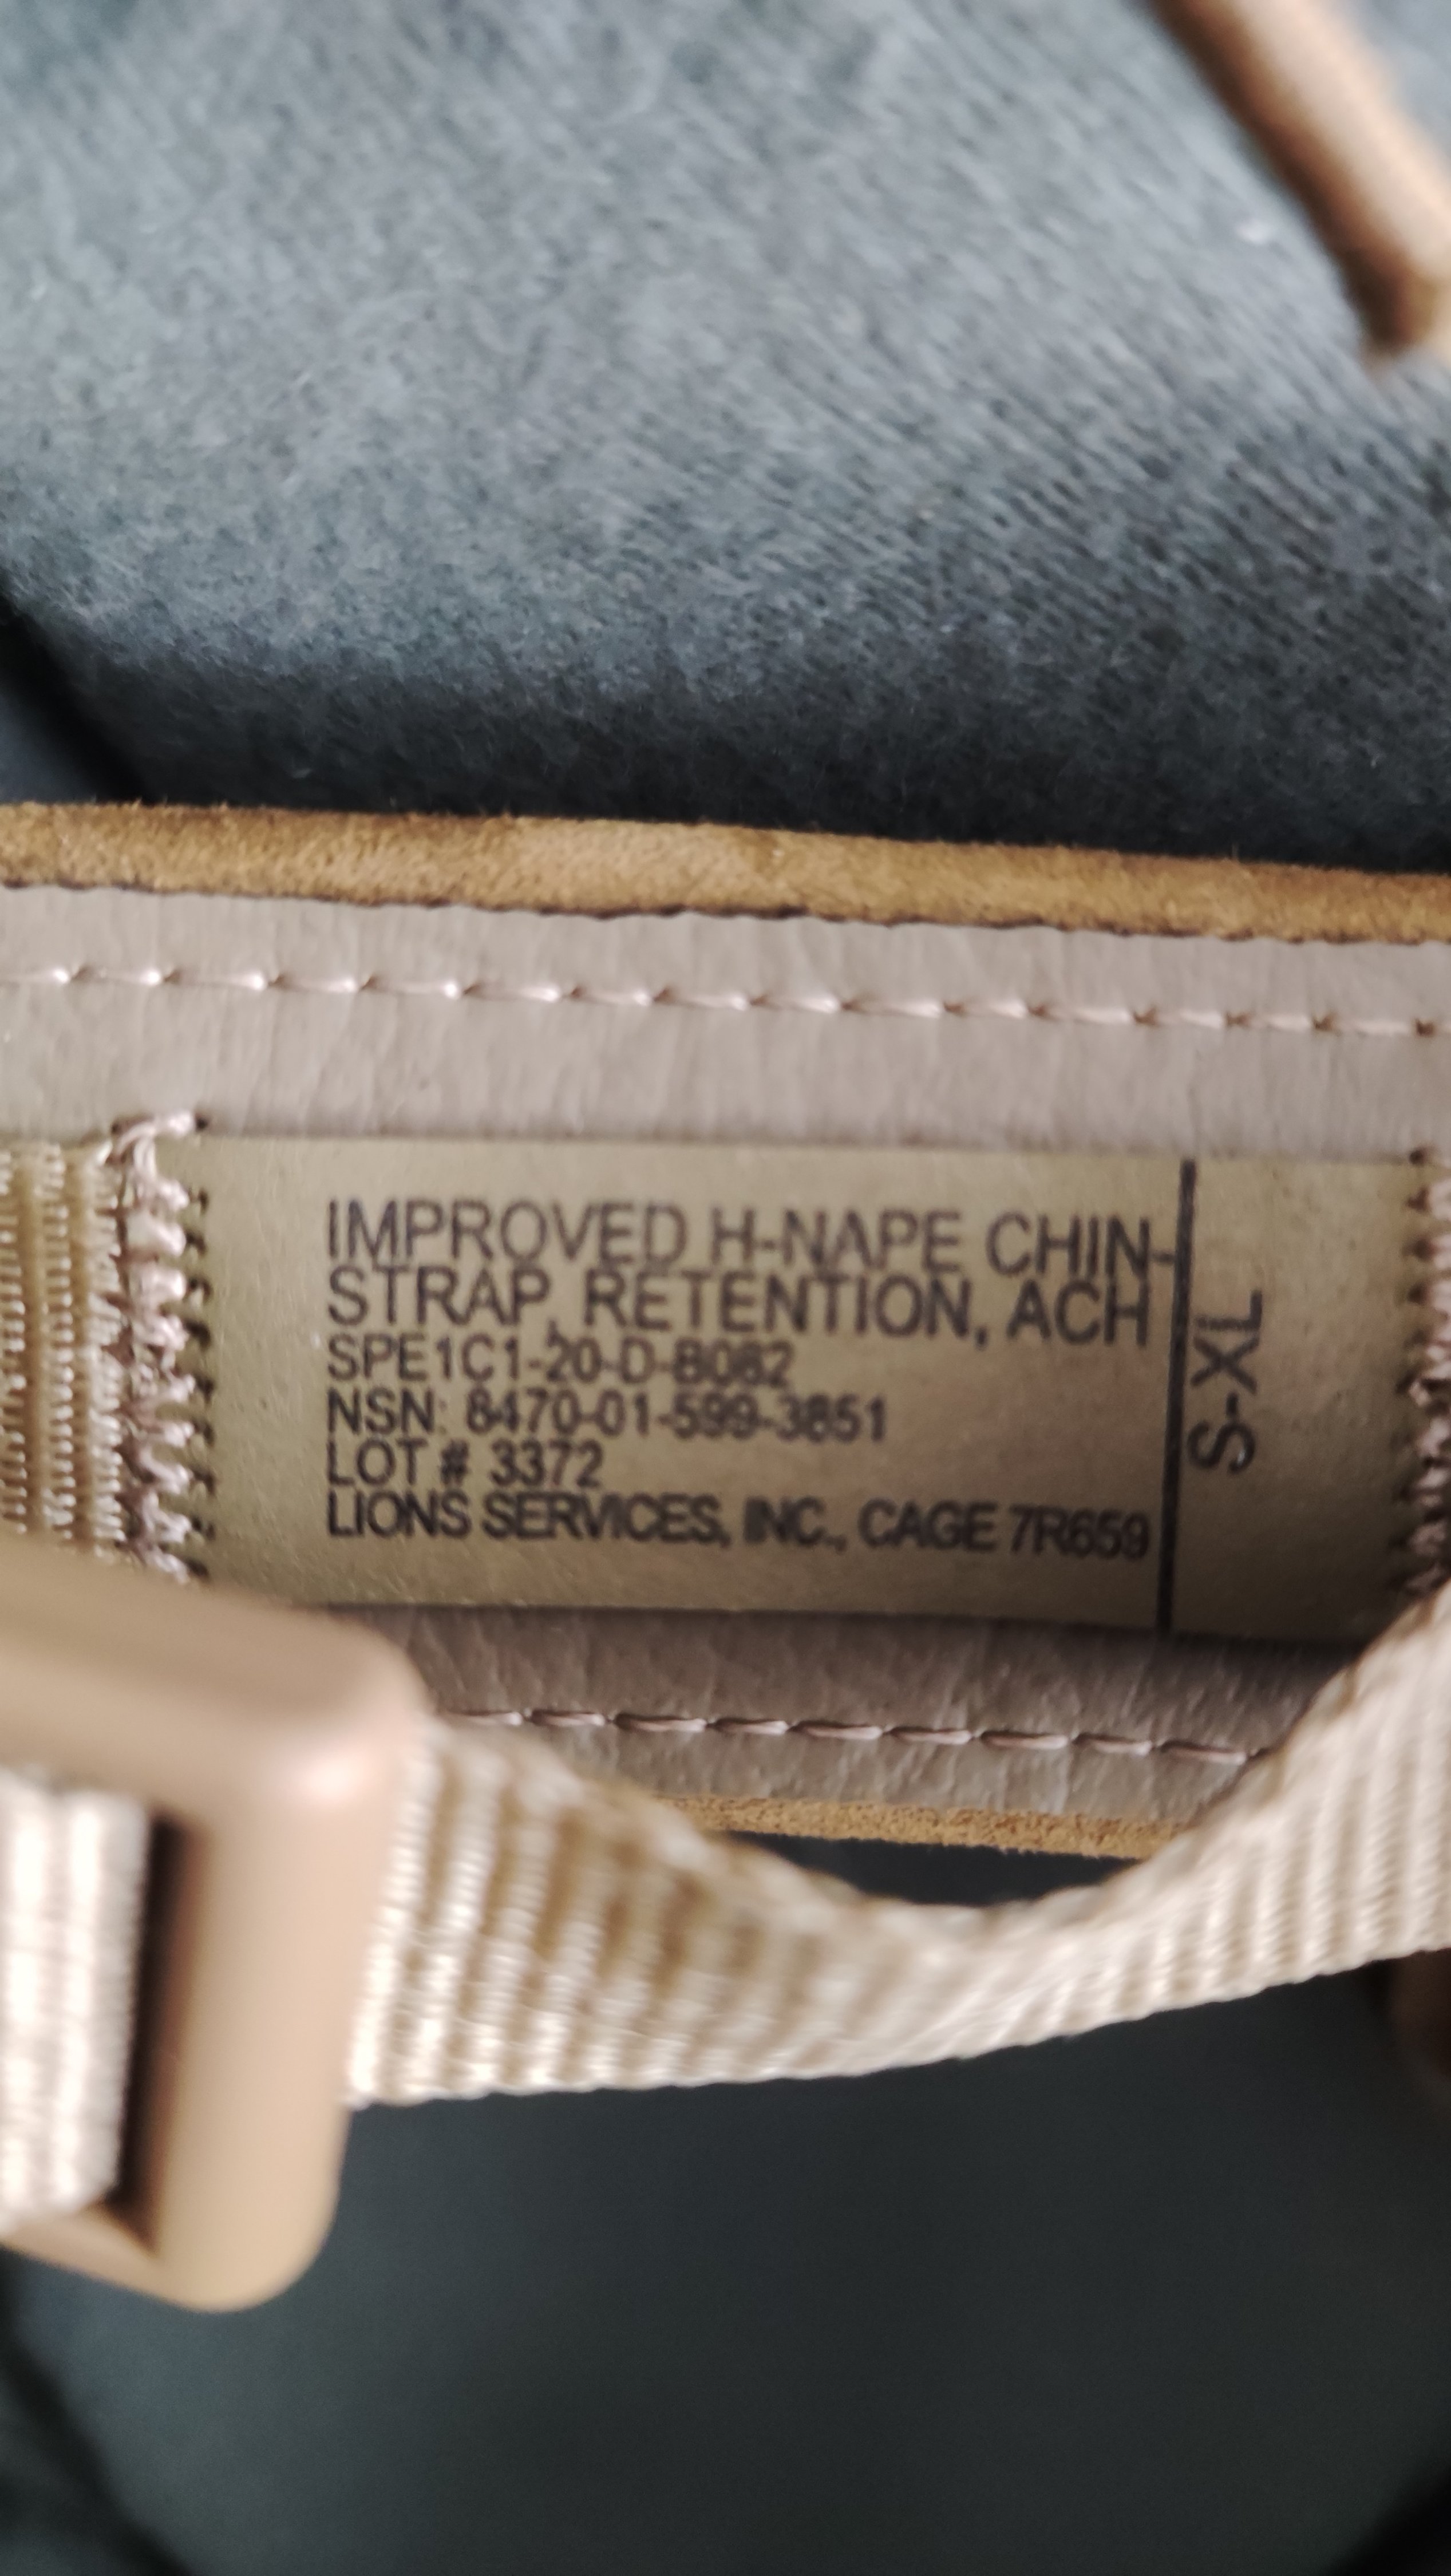 IMPROVED H-NAPE CHIN-
STRAP, RETENTION, ACH
SPE1C1-20-D-B082
NSN: 8470-01-599-3851
LOT # 3372
LIONS SERVICES, INC., CAGE 7R659
S-XL